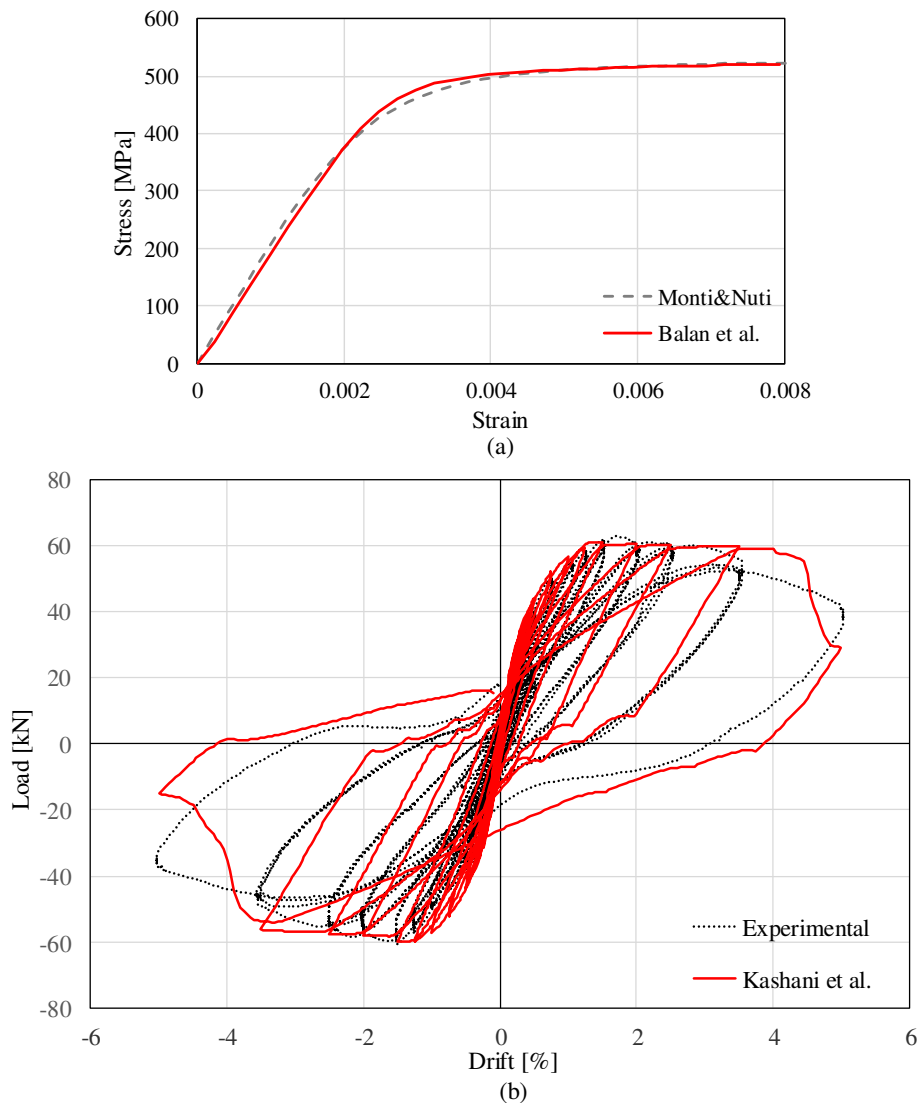 600
500
400
300
200
100
0
Stress [MPa]
Monti&Nuti
Balan et al.
0 0.002 0.004 0.006 0.008
Strain
(a)
80
60
40
20
0
-20
-40
-60
-80
Load [kN]
Experimental
Kashani et al.
-6 -4 -2 0 2 4 6
Drift [%]
(b)